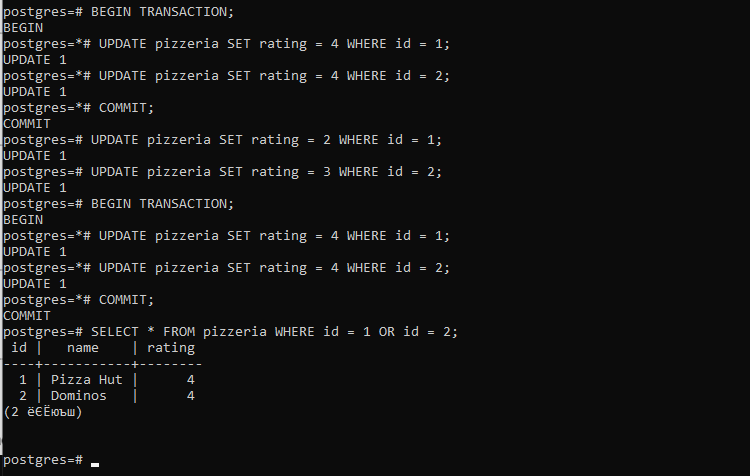 postgres=# BEGIN TRANSACTION;
BEGIN
postgres=*# UPDATE pizzeria SET rating = 4 WHERE id = 1;
UPDATE 1
postgres=*# UPDATE pizzeria SET rating = 4 WHERE id = 2;
UPDATE 1
postgres=*# COMMIT;
COMMIT
postgres=# UPDATE pizzeria SET rating = 2 WHERE id = 1;
UPDATE 1
postgres=# UPDATE pizzeria SET rating = 3 WHERE id = 2;
UPDATE 1
postgres=# BEGIN TRANSACTION;
BEGIN
postgres=*# UPDATE pizzeria SET rating = 4 WHERE id = 1;
UPDATE 1
postgres=*# UPDATE pizzeria SET rating = 4 WHERE id = 2;
UPDATE 1
postgres=*# COMMIT;
COMMIT
postgres=# SELECT * FROM pizzeria WHERE id = 1 OR id = 2;
 id |   name    | rating
----+-----------+--------
  1 | Pizza Hut |      4
  2 | Dominos   |      4
(2 ёЄЁюъш)
postgres=#